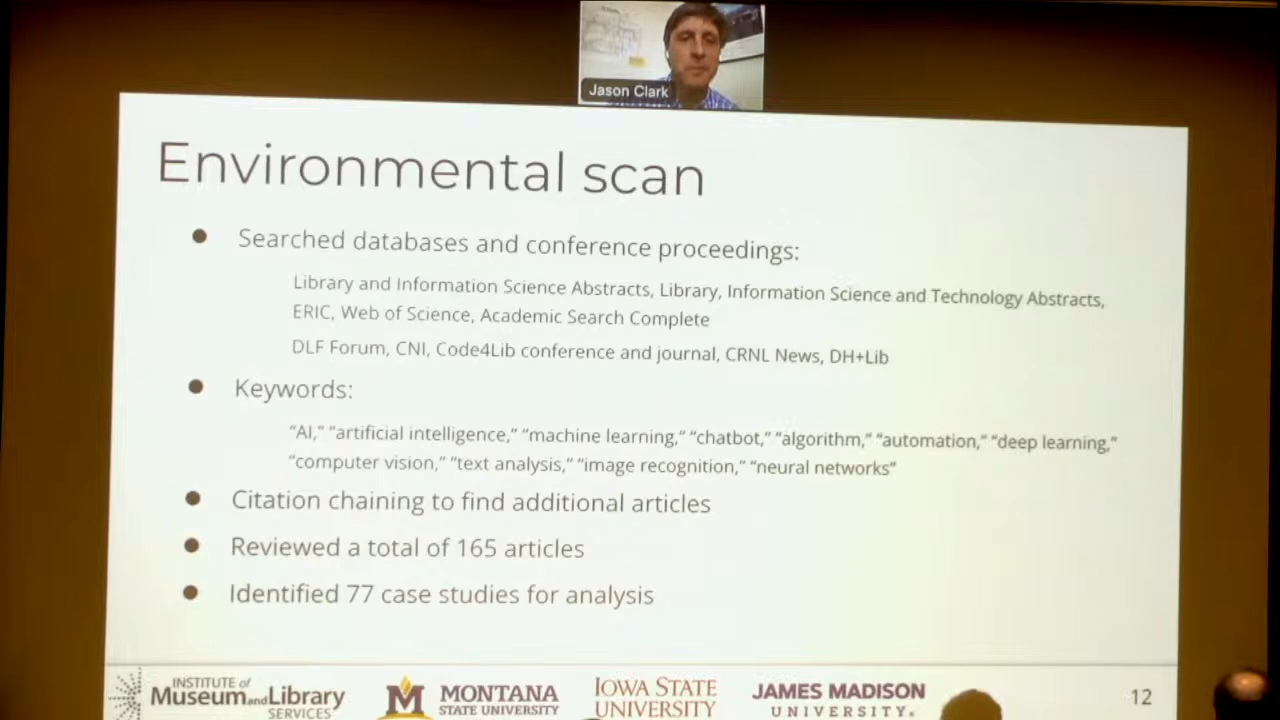 Jason Clark
Environmental scan
● Searched databases and conference proceedings:
Library and Information Science Abstracts, Library, Information Science and Technology Abstracts,
ERIC, Web of Science, Academic Search Complete
DLF Forum, CNI, Code4Lib conference and journal, CRNL News, DH+Lib
● Keywords:
“AI,” “artificial intelligence,” “machine learning,” “chatbot,” “algorithm,” “automation,” “deep learning,”
“computer vision,” “text analysis,” “image recognition,” “neural networks”
● Citation chaining to find additional articles
● Reviewed a total of 165 articles
● Identified 77 case studies for analysis
INSTITUTE of
Museum and Library
SERVICES
M
MONTANA
STATE UNIVERSITY
IOWA STATE
UNIVERSITY
JAMES MADISON
UNIVERSITY.
12